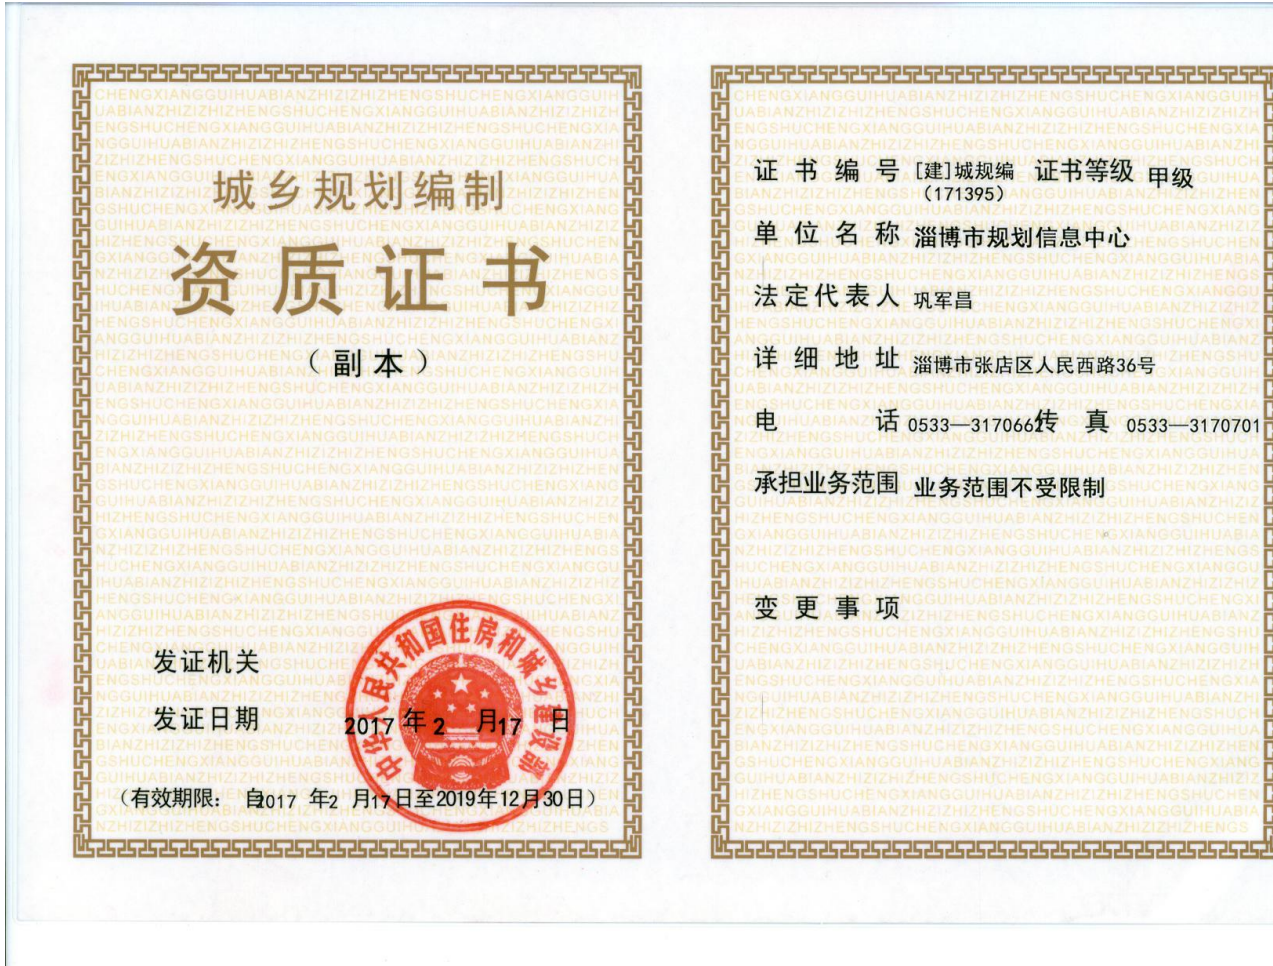 城乡规划编制
资质证书
（副本）
发证机关
发证日期 2017 年 2 月 17 日
（有效期限： 自2017 年2 月17日至2019年12月30日）
中华人民共和国住房和城乡建设部
证书编号 [建]城规编 证书等级 甲级
（171395）
单位名称 淄博市规划信息中心
法定代表人 巩军昌
详细地址 淄博市张店区人民西路36号
电话 0533—3170662 传真 0533—3170701
承担业务范围 业务范围不受限制
变更事项